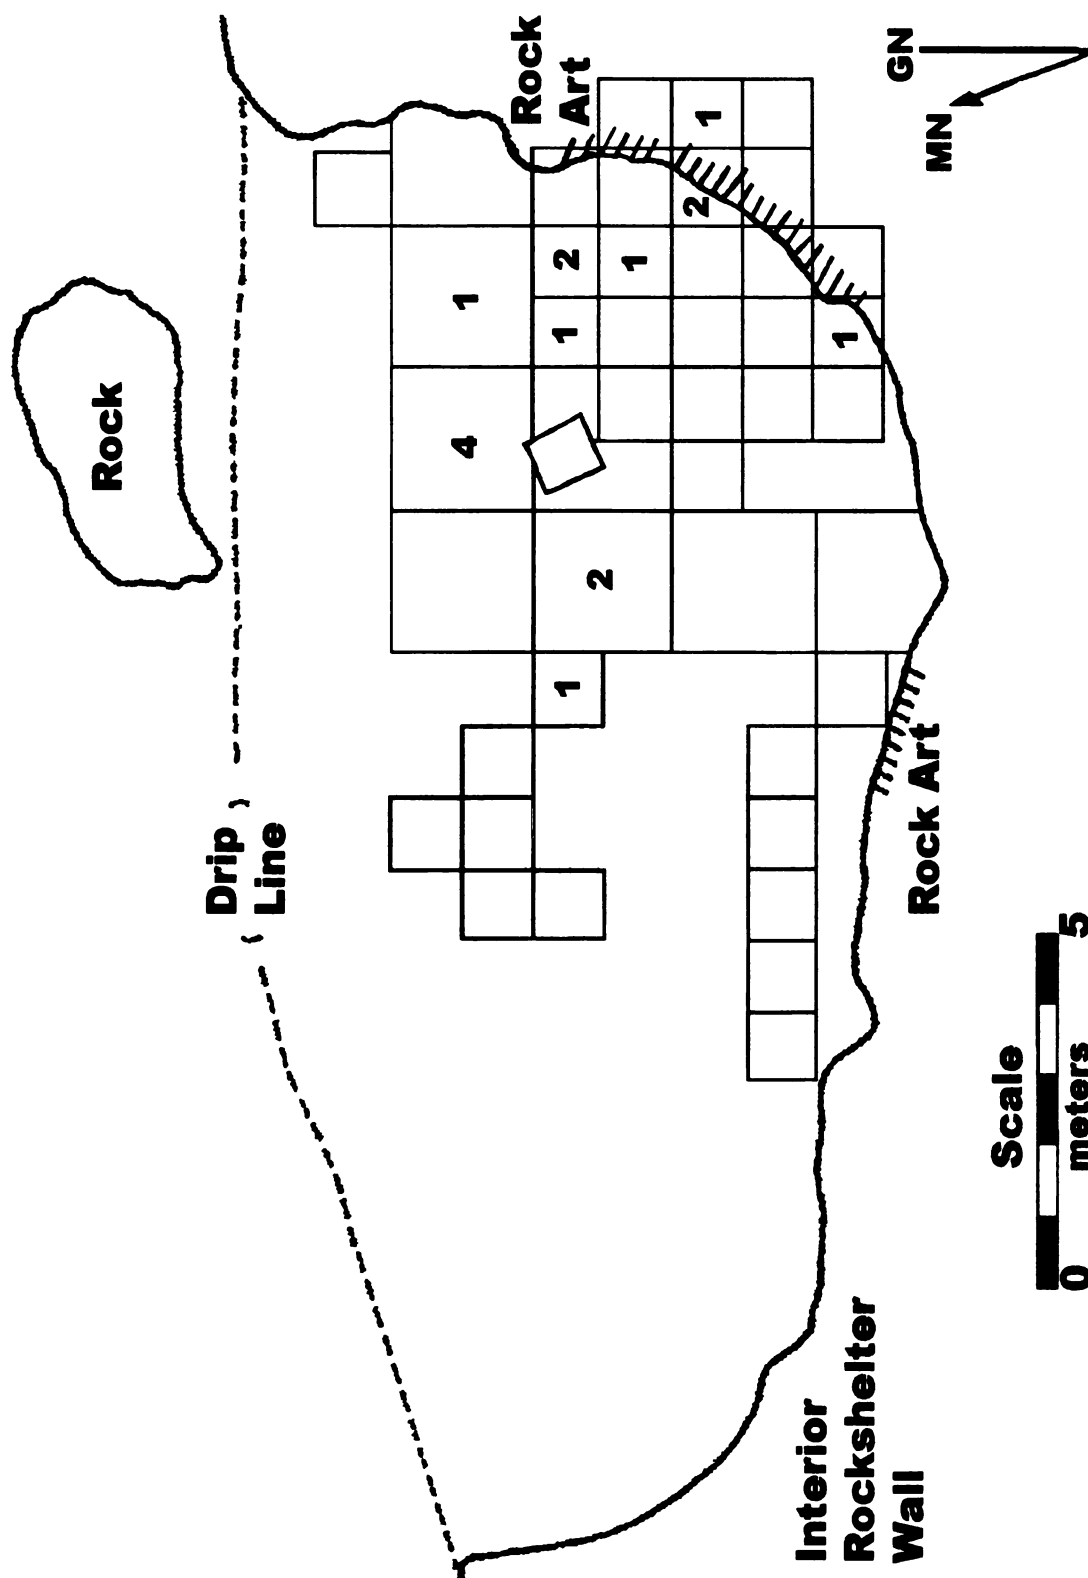 Rock
Drip
Line
Rock
Art
1
4
1
2
1
2
1
1
2
1
1
Rock Art
Interior
Rockshelter
Wall
Scale
0 5
meters
MN
GN